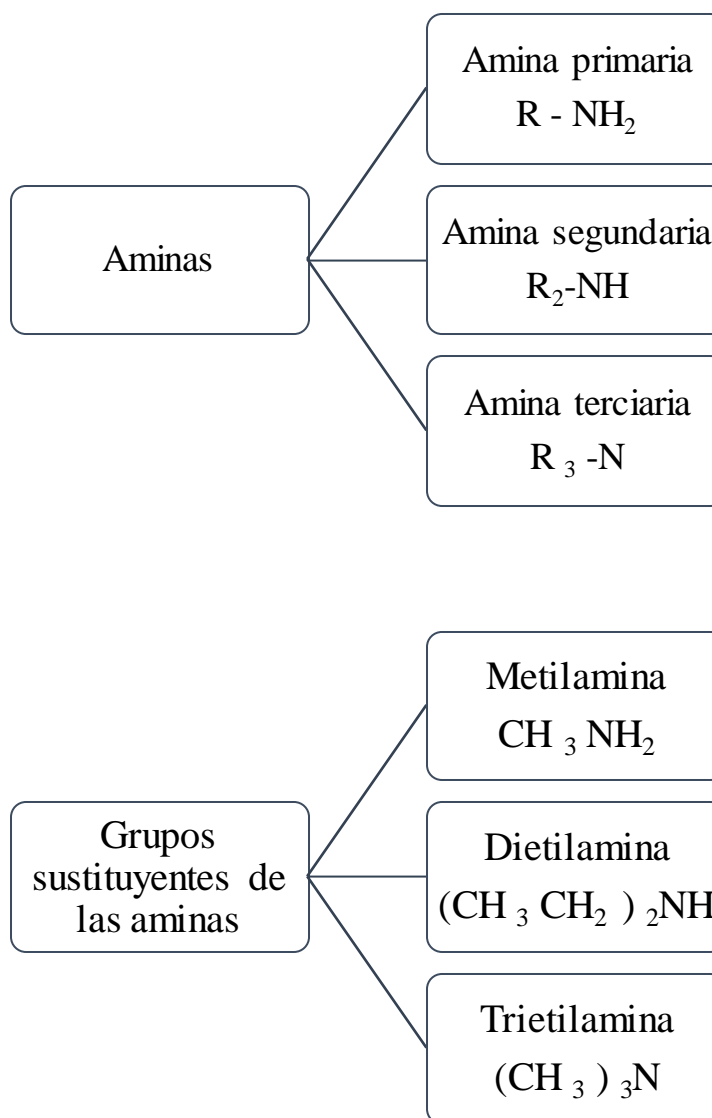 Amina primaria
R - NH₂
Aminas
Amina segundaria
R₂-NH
Amina terciaria
R ₃ -N
Metilamina
CH ₃ NH₂
Grupos
sustituyentes de
las aminas
Dietilamina
(CH ₃ CH₂ ) ₂NH
Trietilamina
(CH ₃ ) ₃N